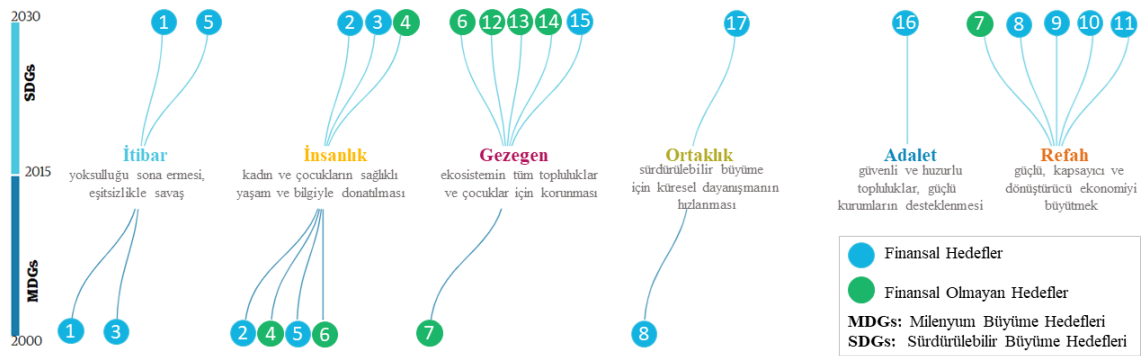 2030
1
5
2
3
4
6
12
13
14
15
17
16
7
8
9
10
11
SDGs
İtibar
yoksulluğu sona ermesi,
eşitsizlikle savaş
İnsanlık
kadın ve çocukların sağlıklı
yaşam ve bilgiyle donatılması
Gezegen
ekosistemin tüm topluluklar
ve çocuklar için korunması
Ortaklık
sürdürülebilir büyüme
için küresel dayanışmanın
hızlanması
Adalet
güvenli ve huzurlu
topluluklar, güçlü
kurumların desteklenmesi
Refah
güçlü, kapsayıcı ve
dönüştürücü ekonomiyi
büyütmek
2015
MDGs
1
3
2
4
5
6
7
8
2000
Finansal Hedefler
Finansal Olmayan Hedefler
MDGs: Milenyum Büyüme Hedefleri
SDGs: Sürdürülebilir Büyüme Hedefleri